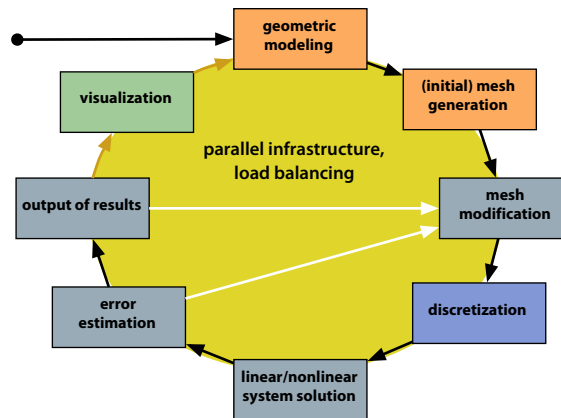 geometric
modeling
(initial) mesh
generation
visualization
parallel infrastructure,
load balancing
output of results
mesh
modification
error
estimation
discretization
linear/nonlinear
system solution